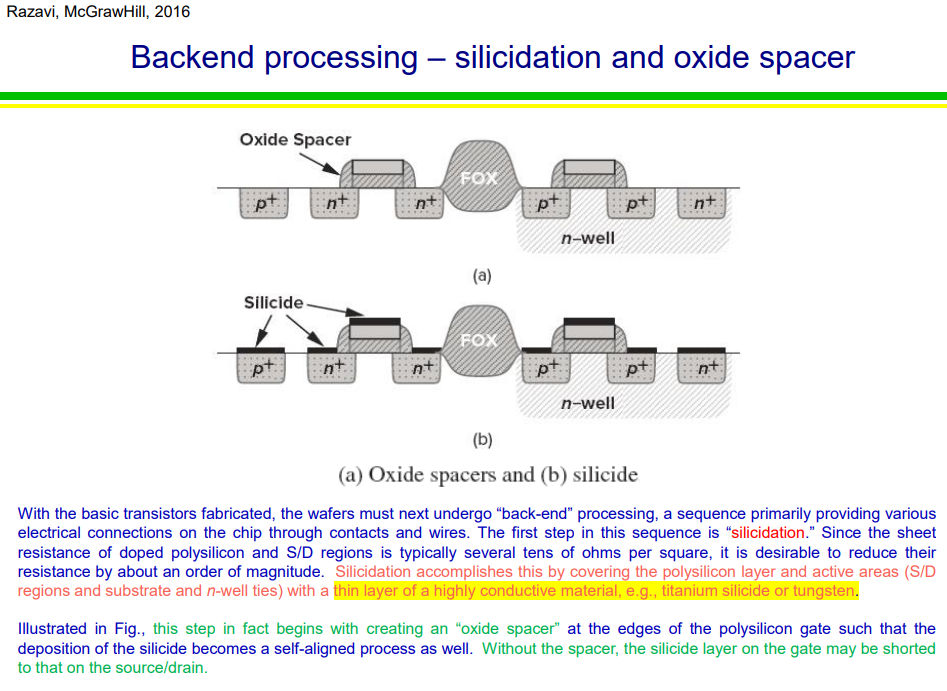 Razavi, McGrawHill, 2016
Backend processing – silicidation and oxide spacer
Oxide Spacer
FOX
p+ n+ n+ p+ p+ n+
n–well
(a)
Silicide
FOX
p+ n+ n+ p+ p+ n+
n–well
(b)
(a) Oxide spacers and (b) silicide
With the basic transistors fabricated, the wafers must next undergo “back-end” processing, a sequence primarily providing various
electrical connections on the chip through contacts and wires. The first step in this sequence is “silicidation.” Since the sheet
resistance of doped polysilicon and S/D regions is typically several tens of ohms per square, it is desirable to reduce their
resistance by about an order of magnitude. Silicidation accomplishes this by covering the polysilicon layer and active areas (S/D
regions and substrate and n-well ties) with a thin layer of a highly conductive material, e.g., titanium silicide or tungsten.
Illustrated in Fig., this step in fact begins with creating an “oxide spacer” at the edges of the polysilicon gate such that the
deposition of the silicide becomes a self-aligned process as well. Without the spacer, the silicide layer on the gate may be shorted
to that on the source/drain.